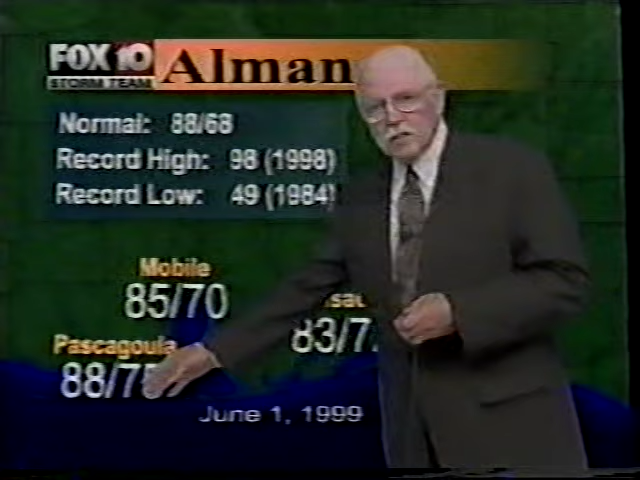 FOX 10
STORM TEAM
Alman
Normal: 88/68
Record High: 98 (1998)
Record Low: 49 (1984)
Mobile
85/70
sac
83/7
Pascagoula
88/7
June 1, 1999